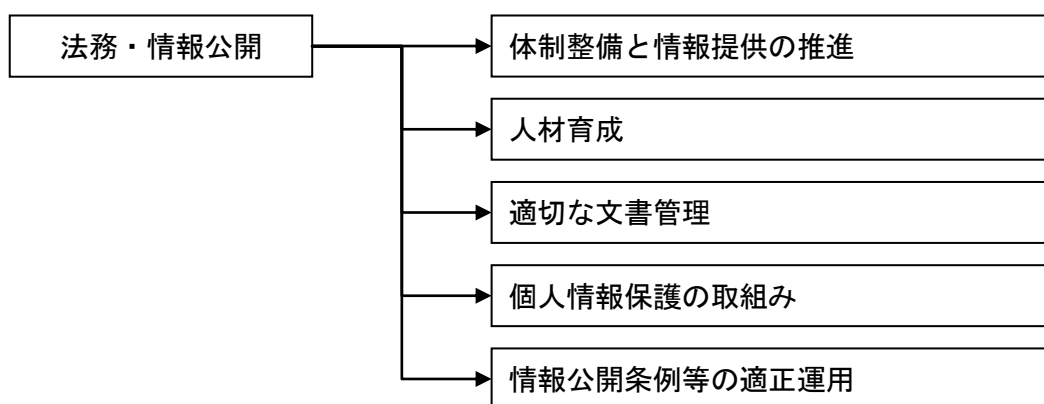 法務・情報公開
体制整備と情報提供の推進
人材育成
適切な文書管理
個人情報保護の取組み
情報公開条例等の適正運用